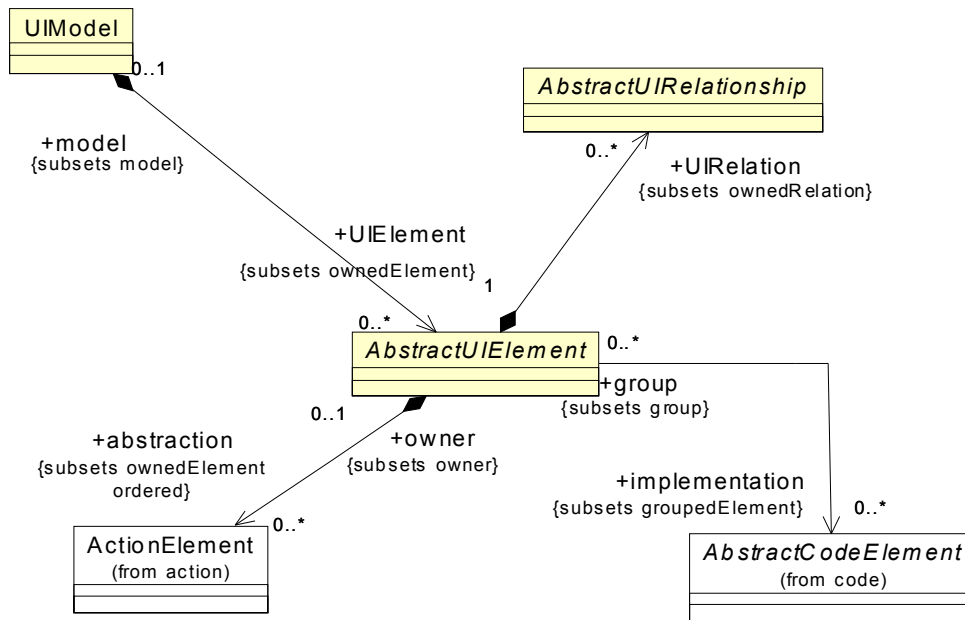 UIModel
0..1
AbstractUIRelationship
+model
{subsets model}
0..*
+UIRelation
{subsets ownedRelation}
+UIElement
{subsets ownedElement}
1
0..*
0..*
AbstractUIElement
+group
{subsets group}
0..1
+abstraction
{subsets ownedElement
ordered}
+owner
{subsets owner}
+implementation
{subsets groupedElement}
0..*
0..*
ActionElement
(from action)
AbstractCodeElement
(from code)